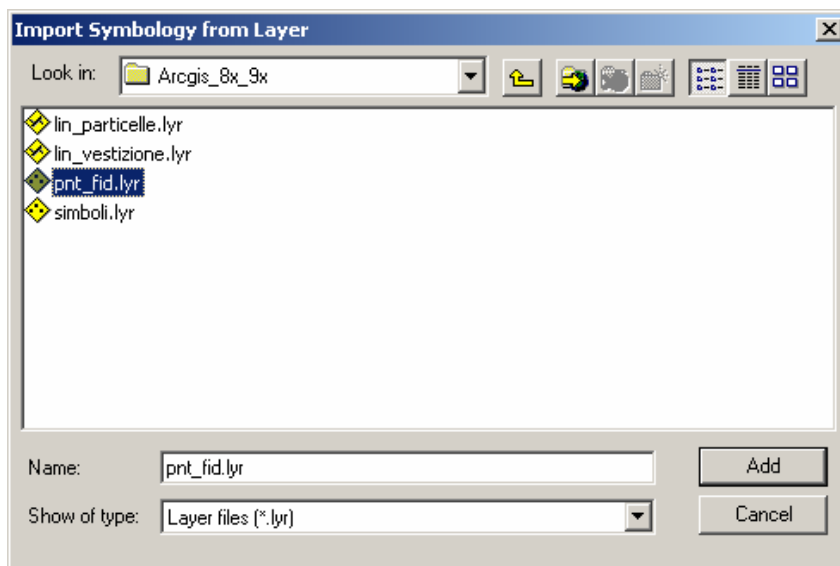 Import Symbology from Layer
Look in: Arcgis_8x_9x
lin_particelle.lyr
lin_vestizione.lyr
pnt_fid.lyr
simboli.lyr
Name: pnt_fid.lyr Add
Show of type: Layer files (*.lyr) Cancel